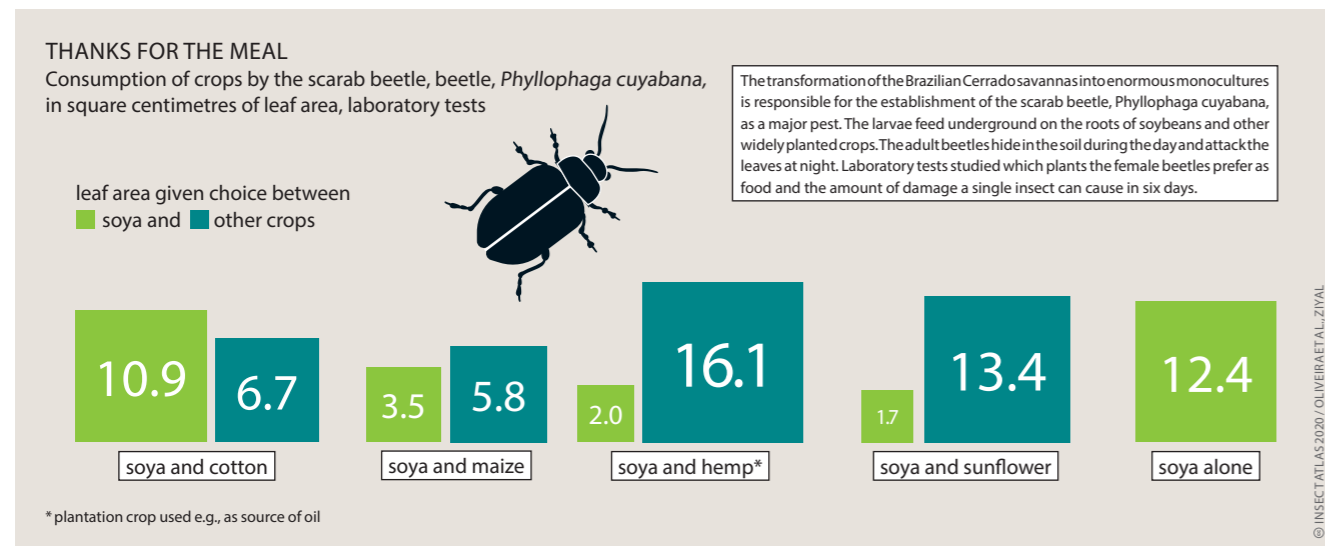 THANKS FOR THE MEAL
Consumption of crops by the scarab beetle, beetle, Phyllophaga cuyabana,
in square centimetres of leaf area, laboratory tests
The transformation of the Brazilian Cerrado savannas into enormous monocultures
is responsible for the establishment of the scarab beetle, Phyllophaga cuyabana,
as a major pest. The larvae feed underground on the roots of soybeans and other
widely planted crops. The adult beetles hide in the soil during the day and attack the
leaves at night. Laboratory tests studied which plants the female beetles prefer as
food and the amount of damage a single insect can cause in six days.
leaf area given choice between
soya and other crops
10.9 6.7 3.5 5.8 2.0 16.1 1.7 13.4 12.4
soya and cotton soya and maize soya and hemp* soya and sunflower soya alone
* plantation crop used e.g., as source of oil
© INSECT ATLAS 2020 / OLIVEIRA ET AL., ZIYAL